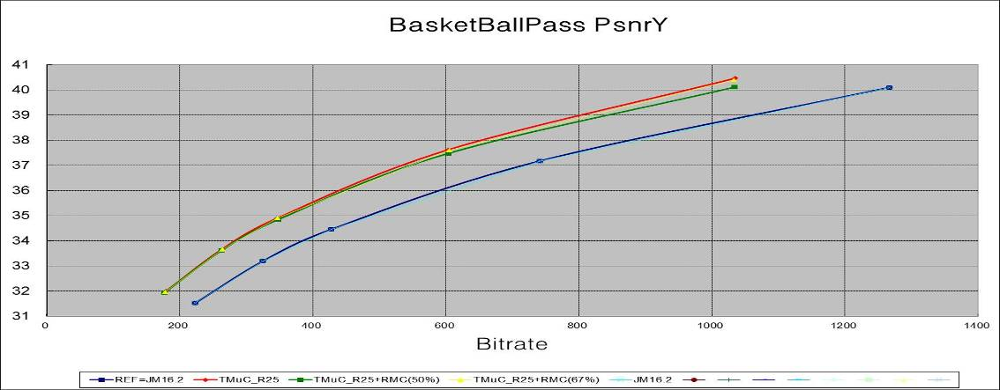 BasketBallPass PsnrY
41
40
39
38
37
36
35
34
33
32
31
0 200 400 600 800 1000 1200 1400
Bitrate
REF=JM16.2 TMuC_R25 TMuC_R25+RMC(50%) TMuC_R25+RMC(67%) JM16.2